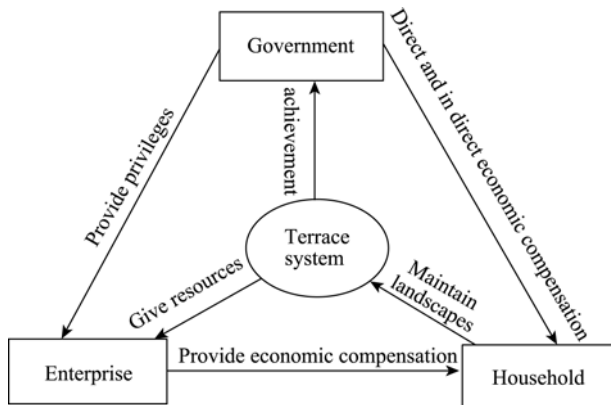 Government
Direct and in direct economic compensation
Provide privileges
achievement
Terrace
system
Give resources
Maintain
landscapes
Enterprise
Provide economic compensation
Household